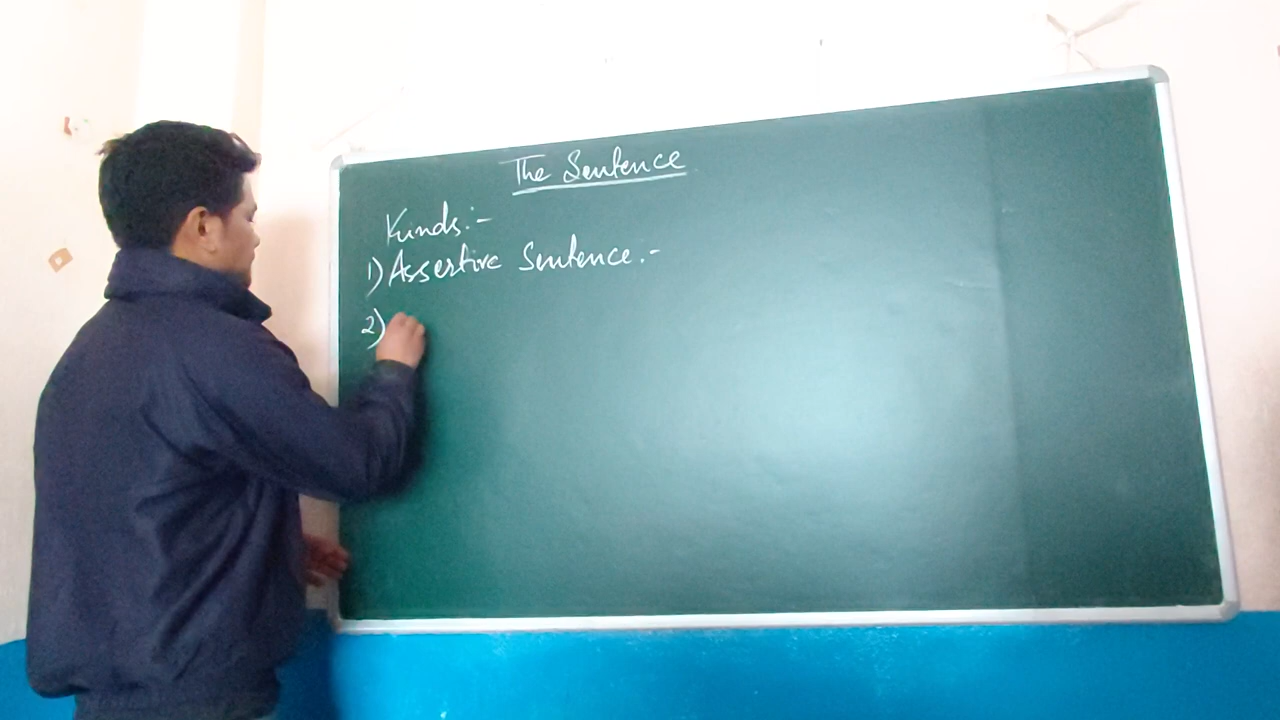 The Sentence
Kinds:-
1) Assertive Sentence.-
2)